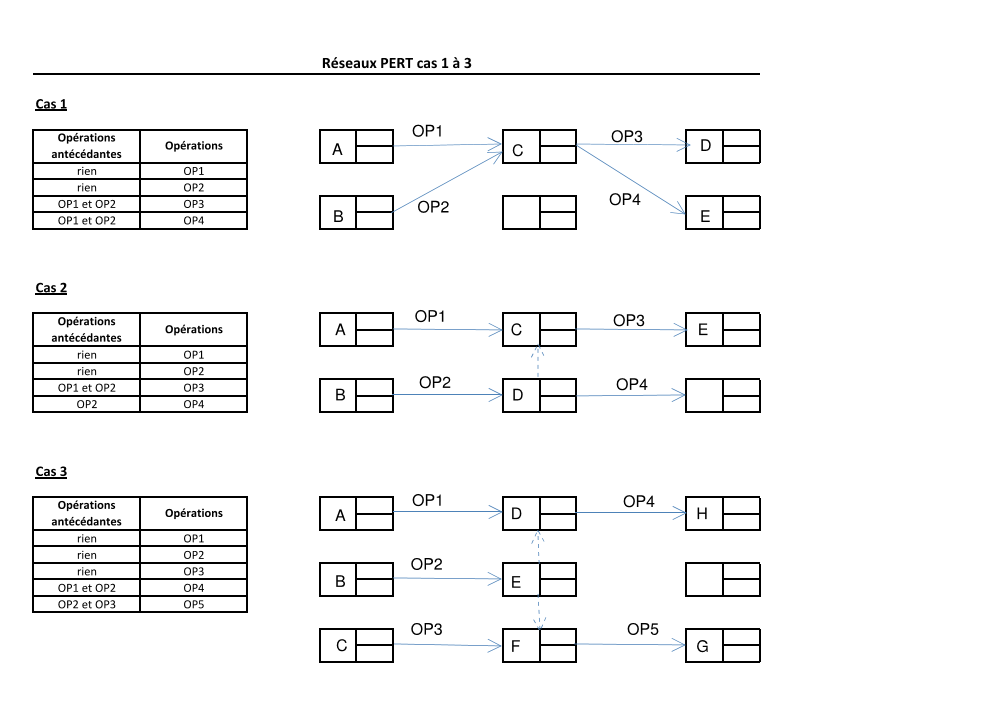 Réseaux PERT cas 1 à 3
Cas 1
Opérations antécédantes Opérations
rien OP1
rien OP2
OP1 et OP2 OP3
OP1 et OP2 OP4
A OP1 C OP3 D
B OP2 OP4 E
Cas 2
Opérations antécédantes Opérations
rien OP1
rien OP2
OP1 et OP2 OP3
OP2 OP4
A OP1 C OP3 E
B OP2 D OP4
Cas 3
Opérations antécédantes Opérations
rien OP1
rien OP2
rien OP3
OP1 et OP2 OP4
OP2 et OP3 OP5
A OP1 D OP4 H
B OP2 E
C OP3 F OP5 G